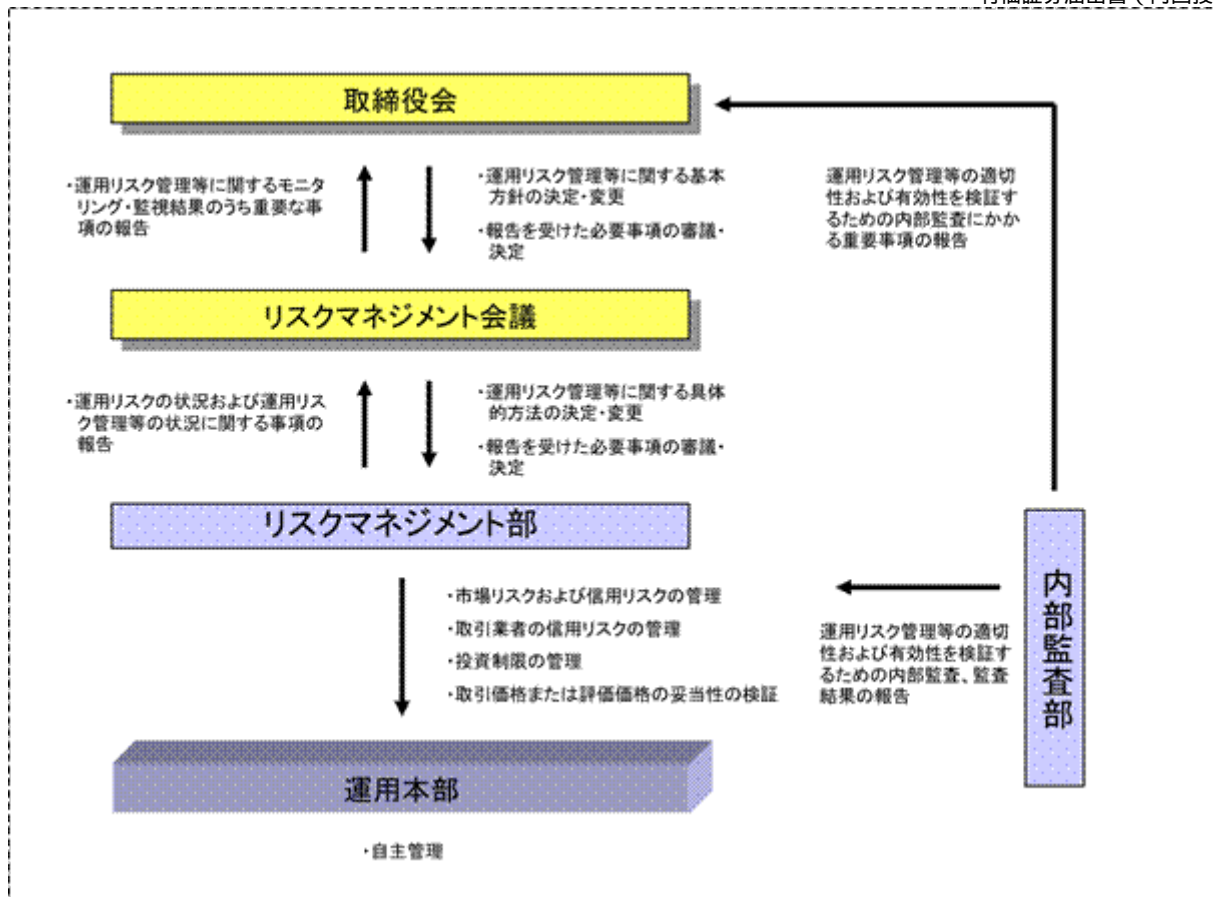 取締役会
・運用リスク管理等に関するモニタ
リング・監視結果のうち重要な事
項の報告
・運用リスク管理等に関する基本
方針の決定・変更
・報告を受けた必要事項の審議・
決定
運用リスク管理等の適切
性および有効性を検証す
るための内部監査にかか
る重要事項の報告
リスクマネジメント会議
・運用リスクの状況および運用リス
ク管理等の状況に関する事項の
報告
・運用リスク管理等に関する具体
的方法の決定・変更
・報告を受けた必要事項の審議・
決定
リスクマネジメント部
・市場リスクおよび信用リスクの管理
・取引業者の信用リスクの管理
・投資制限の管理
・取引価格または評価価格の妥当性の検証
運用リスク管理等の適切
性および有効性を検証す
るための内部監査、監査
結果の報告
内部監査部
運用本部
・自主管理